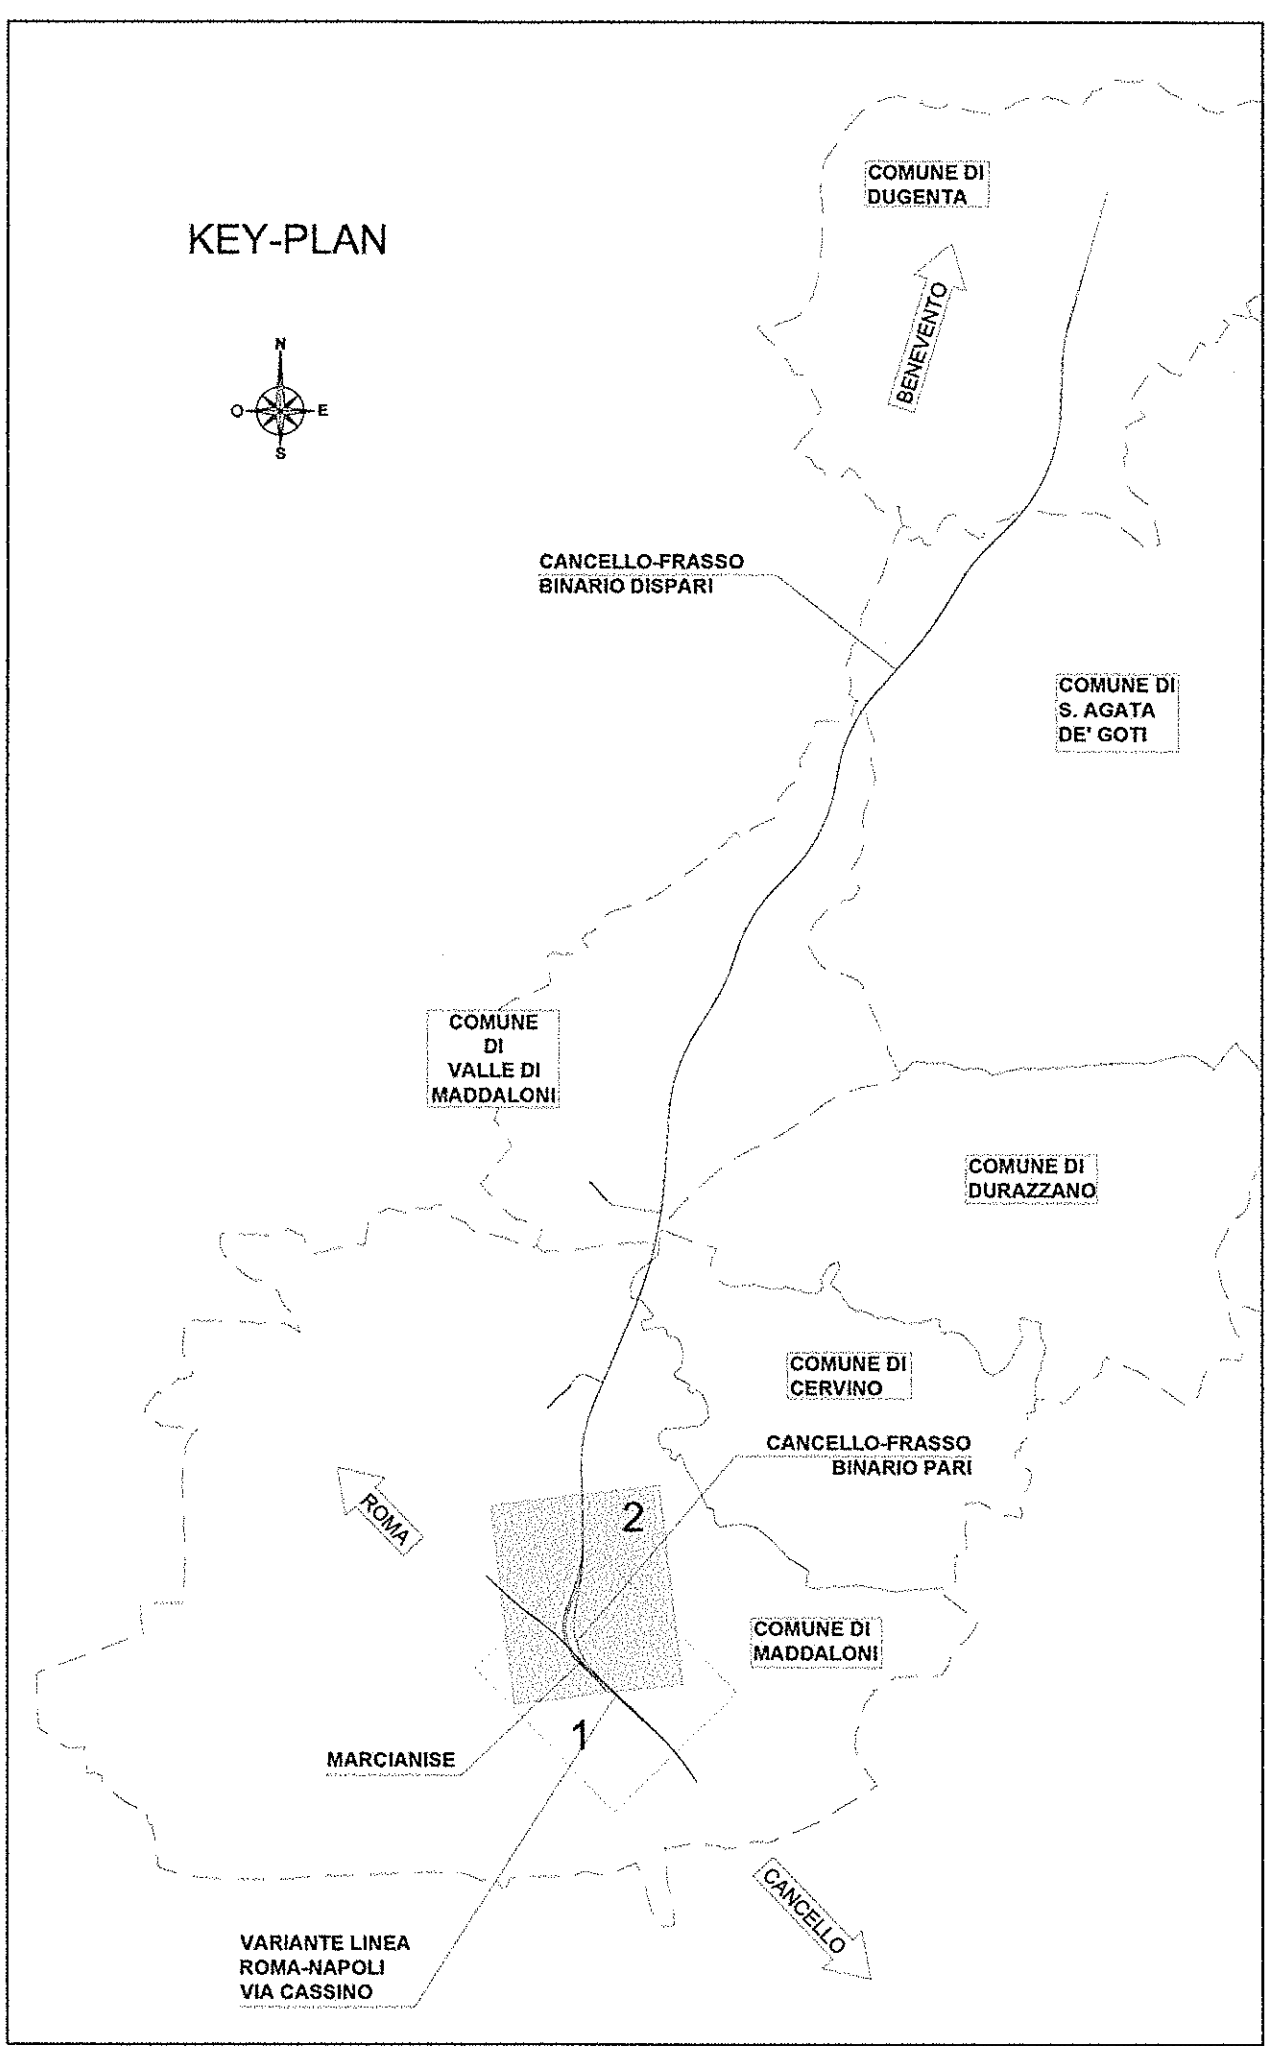 COMUNE DI
DUGENTA
KEY-PLAN
BENEVENTO
N
O
E
S
CANCELLO-FRASSO
BINARIO DISPARI
COMUNE DI
S. AGATA
DE' GOTI
COMUNE
DI
VALLE DI
MADDALONI
COMUNE DI
DURAZZANO
COMUNE DI
CERVINO
CANCELLO-FRASSO
BINARIO PARI
ROMA
2
COMUNE DI
MADDALONI
1
MARCIANISE
CANCELLO
VARIANTE LINEA
ROMA-NAPOLI
VIA CASSINO